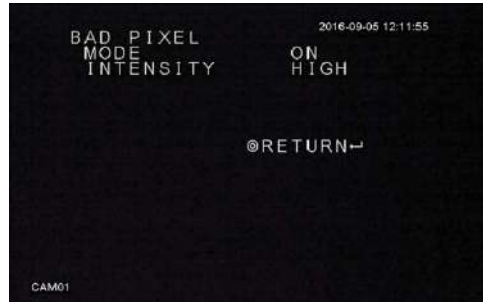 2016-09-05 12:11:55
BAD PIXEL
MODE ON
INTENSITY HIGH
◎RETURN↵
CAM01